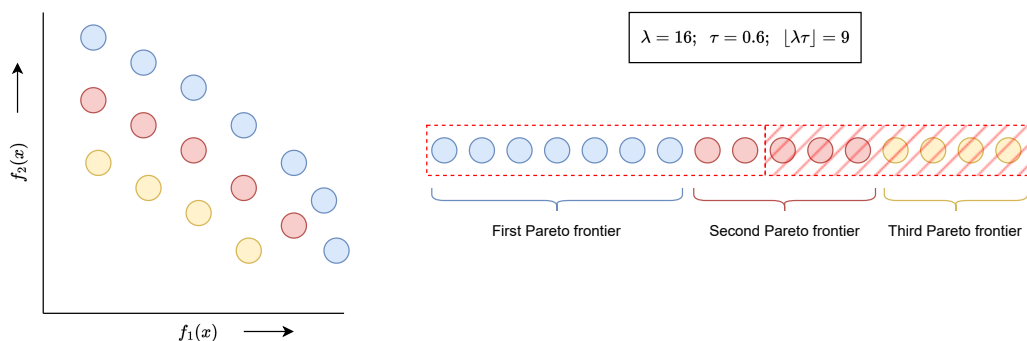 λ = 16;  τ = 0.6;  ⌊λτ⌋ = 9
f₂(x)
First Pareto frontier
Second Pareto frontier
Third Pareto frontier
f₁(x)